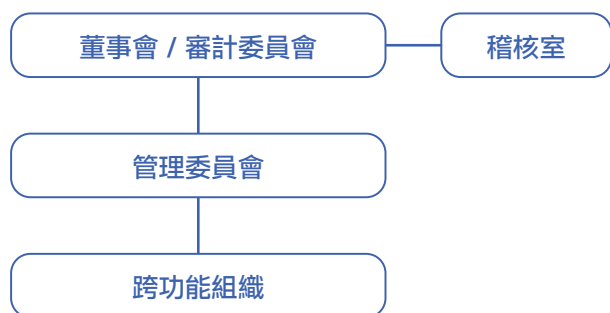 董事會 / 審計委員會
稽核室
管理委員會
跨功能組織